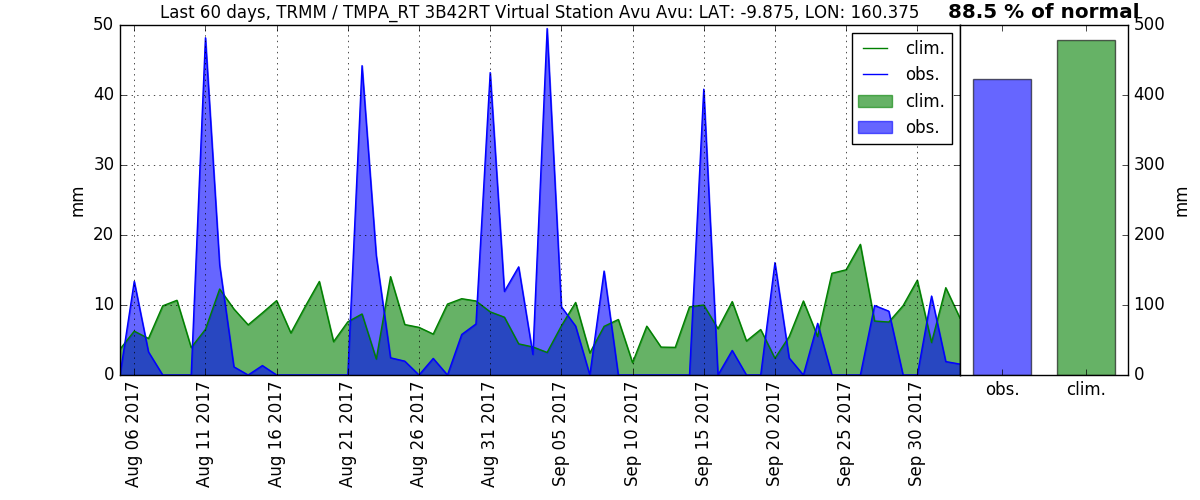 Last 60 days, TRMM / TMPA_RT 3B42RT Virtual Station Avu Avu: LAT: -9.875, LON: 160.375
88.5 % of normal
50
40
30
20
10
0
mm
clim.
obs.
clim.
obs.
500
400
300
200
100
0
mm
obs.
clim.
Aug 06 2017
Aug 11 2017
Aug 16 2017
Aug 21 2017
Aug 26 2017
Aug 31 2017
Sep 05 2017
Sep 10 2017
Sep 15 2017
Sep 20 2017
Sep 25 2017
Sep 30 2017